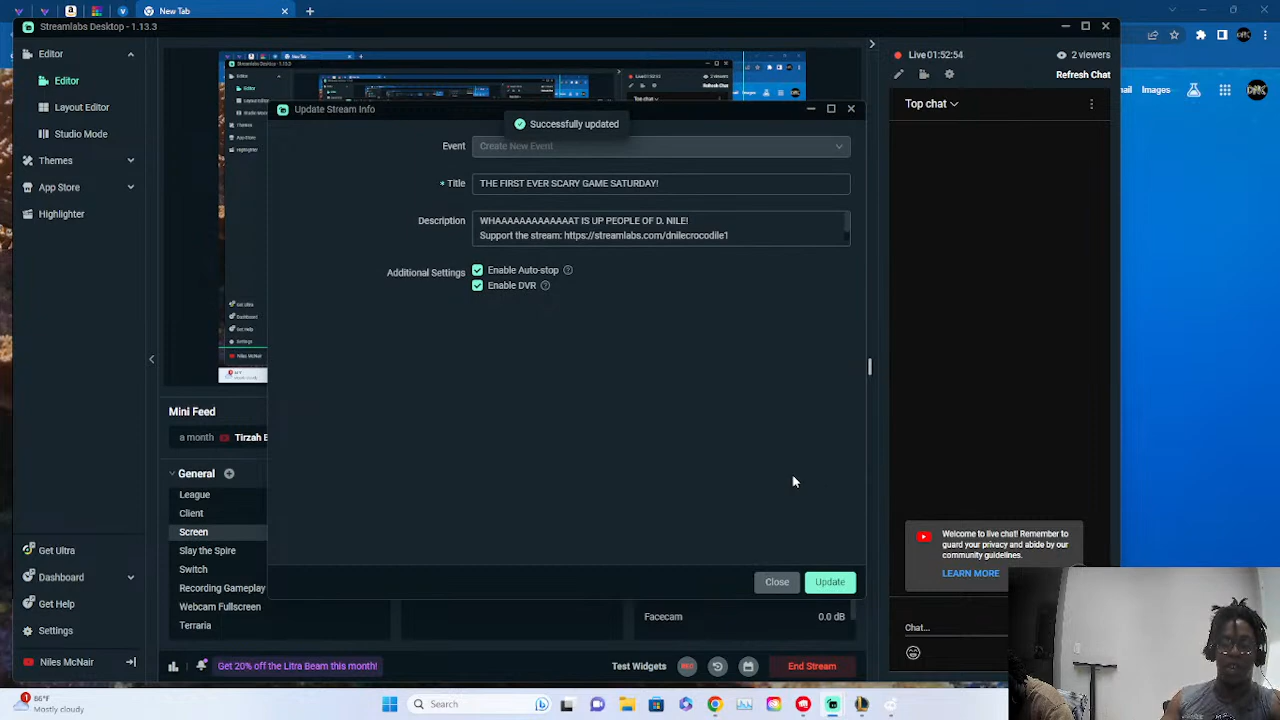 New Tab
Streamlabs Desktop - 1.13.3
Editor
Editor
Layout Editor
Studio Mode
Themes
App Store
Highlighter
Get Ultra
Dashboard
Get Help
Settings
Niles McNair
Update Stream Info
Successfully updated
Event
Create New Event
* Title
THE FIRST EVER SCARY GAME SATURDAY!
Description
WHAAAAAAAAAAAAT IS UP PEOPLE OF D. NILE!
Support the stream: https://streamlabs.com/dnilecrocodile1
Additional Settings
Enable Auto-stop
Enable DVR
Close
Update
Mini Feed
a month
Tirzah B
General
League
Client
Screen
Slay the Spire
Switch
Recording Gameplay
Webcam Fullscreen
Terraria
Facecam
0.0 dB
Get 20% off the Litra Beam this month!
Test Widgets
REC
End Stream
Live 01:52:54
2 viewers
Refresh Chat
Top chat
Welcome to live chat! Remember to
guard your privacy and abide by our
community guidelines.
LEARN MORE
Chat...
Images
1
86°F
Mostly cloudy
Search